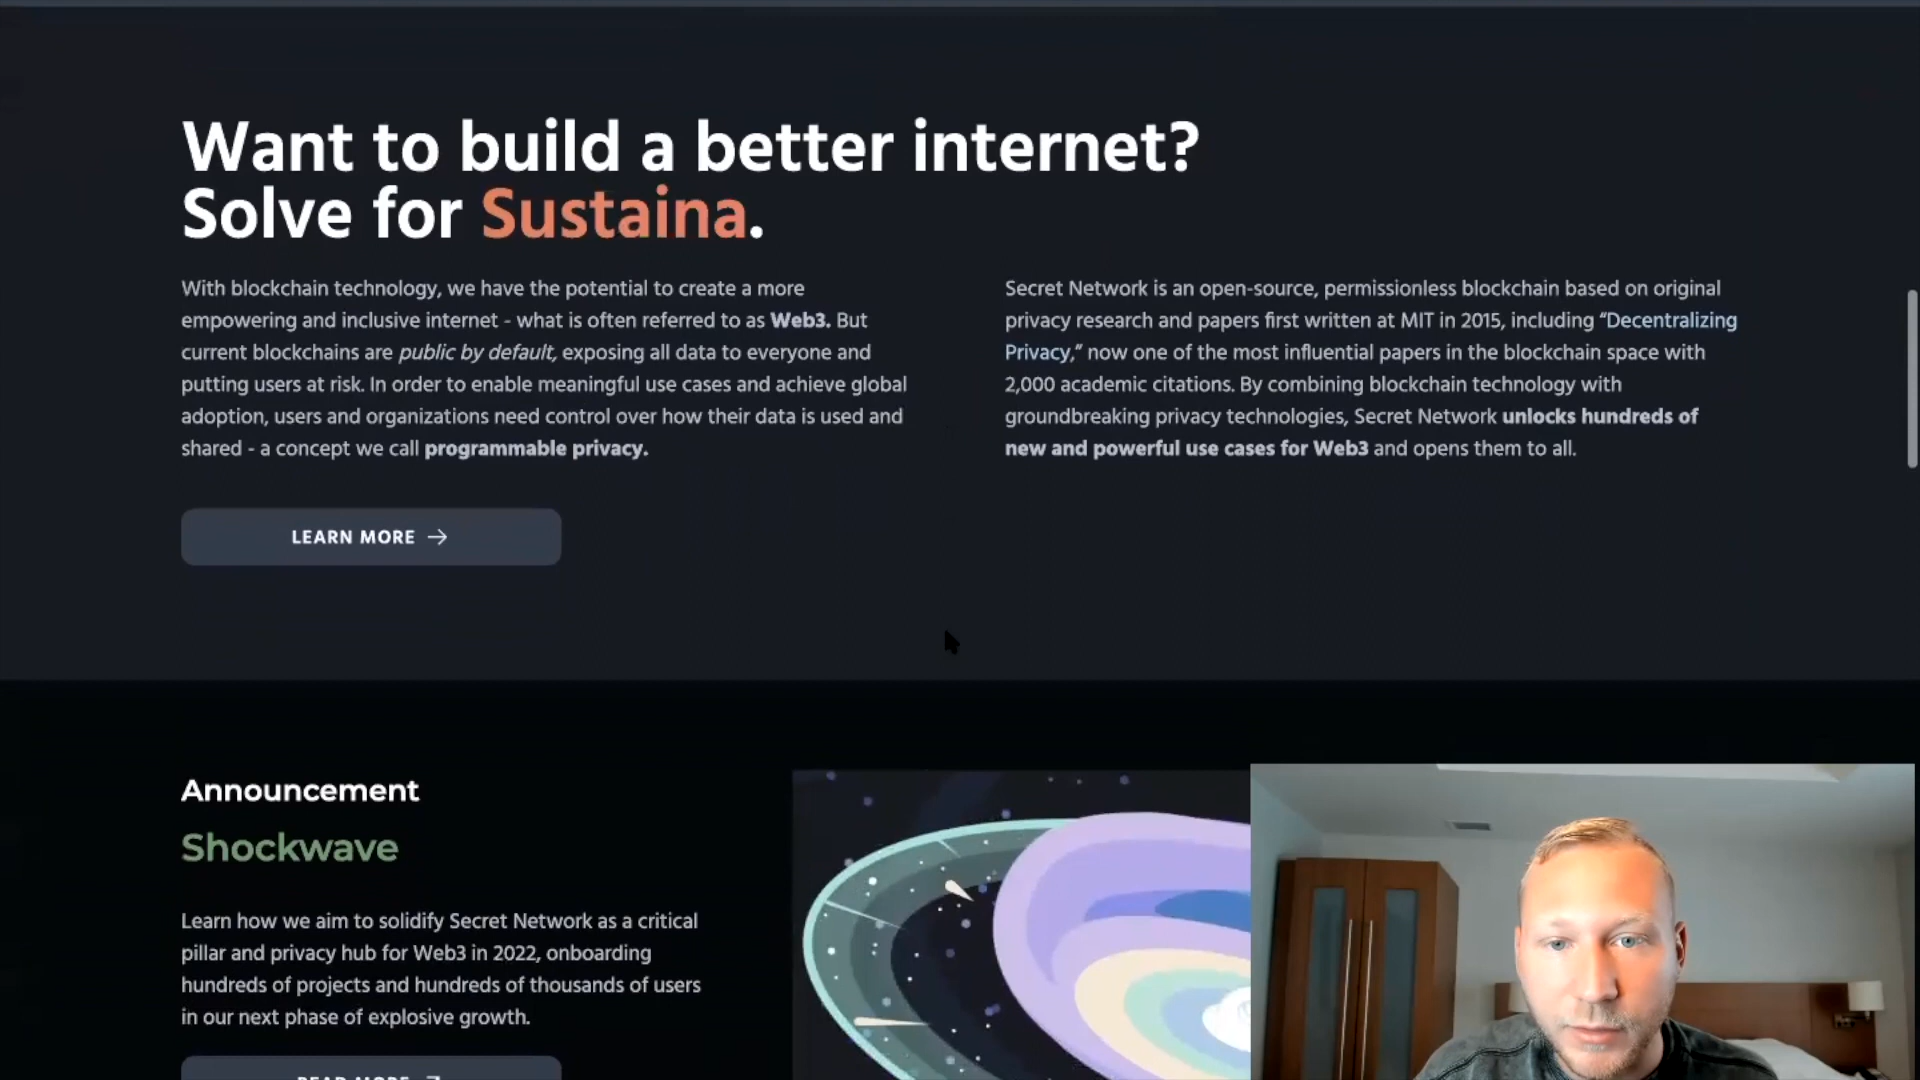 Want to build a better internet?
Solve for Sustaina.
With blockchain technology, we have the potential to create a more
empowering and inclusive internet - what is often referred to as Web3. But
current blockchains are public by default, exposing all data to everyone and
putting users at risk. In order to enable meaningful use cases and achieve global
adoption, users and organizations need control over how their data is used and
shared - a concept we call programmable privacy.
Secret Network is an open-source, permissionless blockchain based on original
privacy research and papers first written at MIT in 2015, including “Decentralizing
Privacy,” now one of the most influential papers in the blockchain space with
2,000 academic citations. By combining blockchain technology with
groundbreaking privacy technologies, Secret Network unlocks hundreds of
new and powerful use cases for Web3 and opens them to all.
LEARN MORE →
Announcement
Shockwave
Learn how we aim to solidify Secret Network as a critical
pillar and privacy hub for Web3 in 2022, onboarding
hundreds of projects and hundreds of thousands of users
in our next phase of explosive growth.
READ MORE